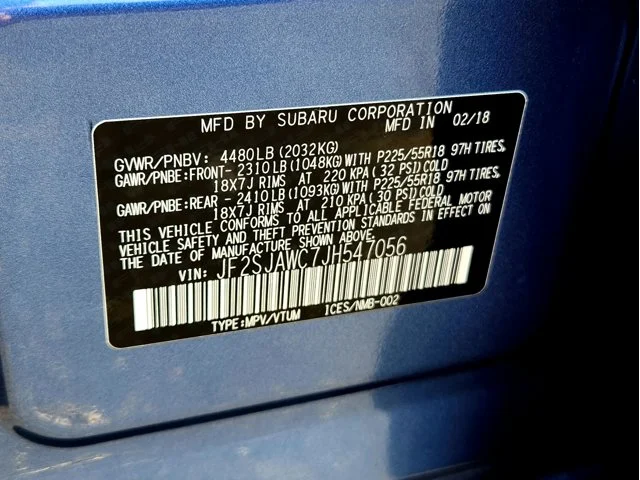 MFD BY SUBARU CORPORATION
MFD IN 02/18
GVWR/PNBV: 4480LB (2032KG)
GAWR/PNBE:FRONT- 2310LB (1048KG) WITH P225/55R18 97H TIRES,
18X7J RIMS AT 220 KPA (32 PSI) COLD
GAWR/PNBE:REAR - 2410LB (1093KG) WITH P225/55R18 97H TIRES,
18X7J RIMS AT 210 KPA (30 PSI) COLD
THIS VEHICLE CONFORMS TO ALL APPLICABLE FEDERAL MOTOR
VEHICLE SAFETY AND THEFT PREVENTION STANDARDS IN EFFECT ON
THE DATE OF MANUFACTURE SHOWN ABOVE.
VIN: JF2SJAWC7JH547056
TYPE:MPV/VTUM ICES/NMB-002